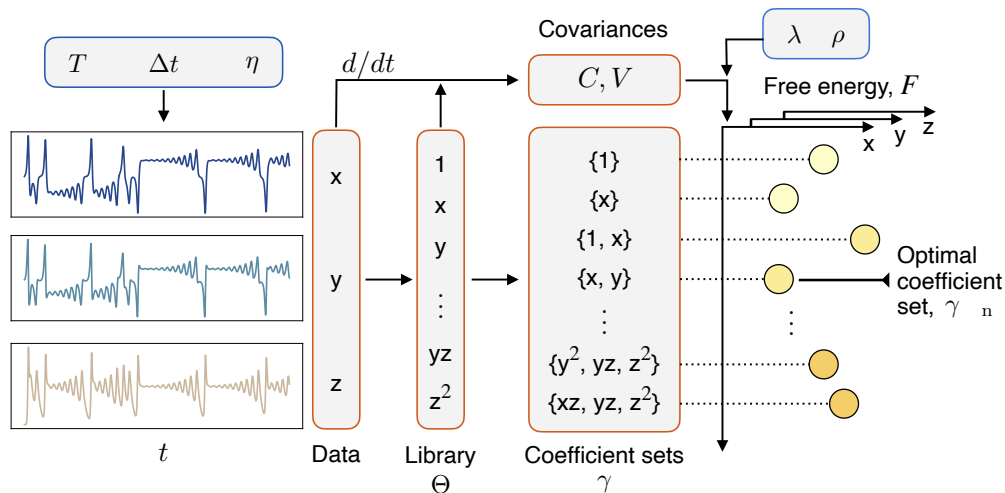 T Δt η
d/dt
Covariances
C, V
λ ρ
Free energy, F
x y z
x
y
z
1
x
y
⋮
yz
z²
{1}
{x}
{1, x}
{x, y}
⋮
{y², yz, z²}
{xz, yz, z²}
Optimal
coefficient
set, γ n
⋮
t
Data
Library
Θ
Coefficient sets
γ